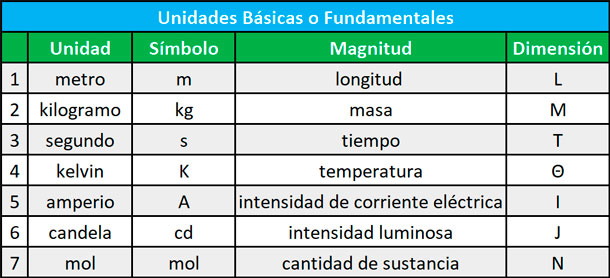 Unidades Básicas o Fundamentales
Unidad Símbolo Magnitud Dimensión
1 metro m longitud L
2 kilogramo kg masa M
3 segundo s tiempo T
4 kelvin K temperatura Θ
5 amperio A intensidad de corriente eléctrica I
6 candela cd intensidad luminosa J
7 mol mol cantidad de sustancia N